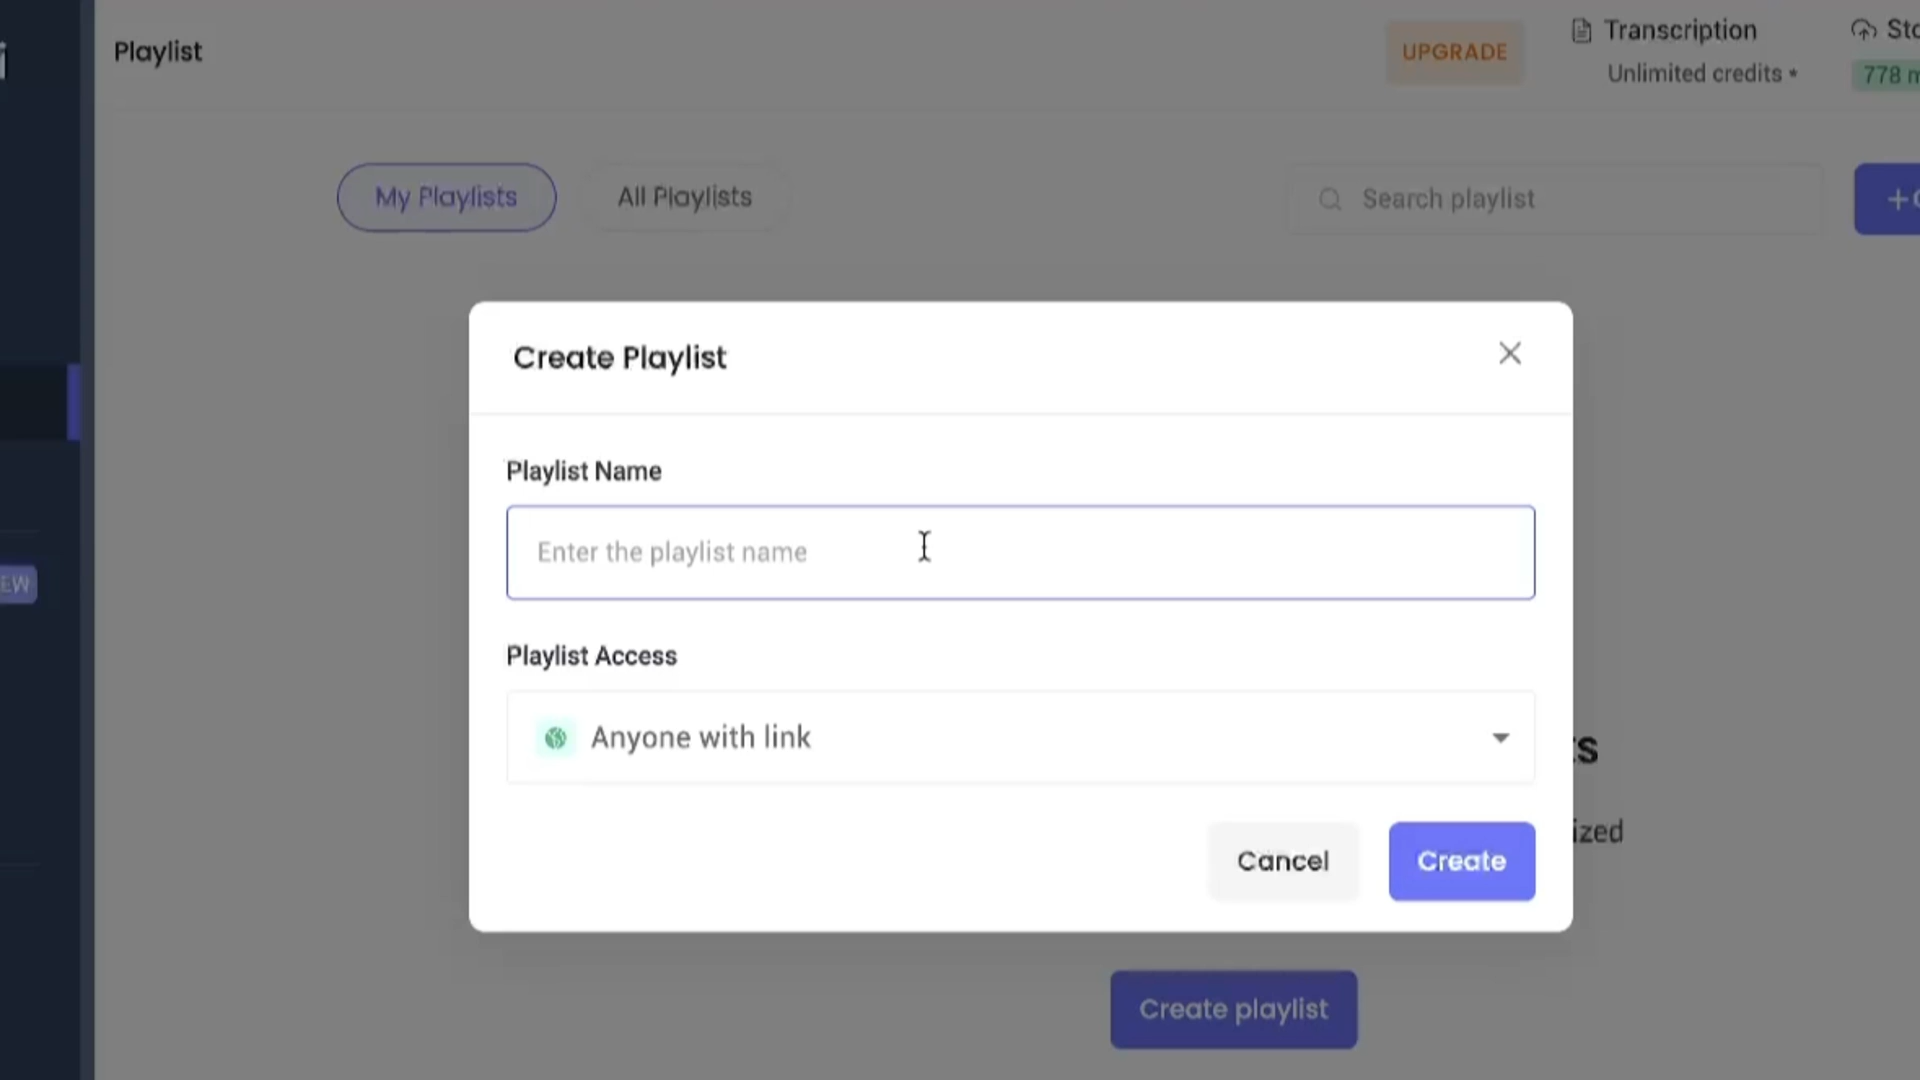 Playlist
UPGRADE
Transcription
Unlimited credits •
My Playlists
All Playlists
Search playlist
Create Playlist
Playlist Name
Enter the playlist name
Playlist Access
Anyone with link
Cancel
Create
Create playlist